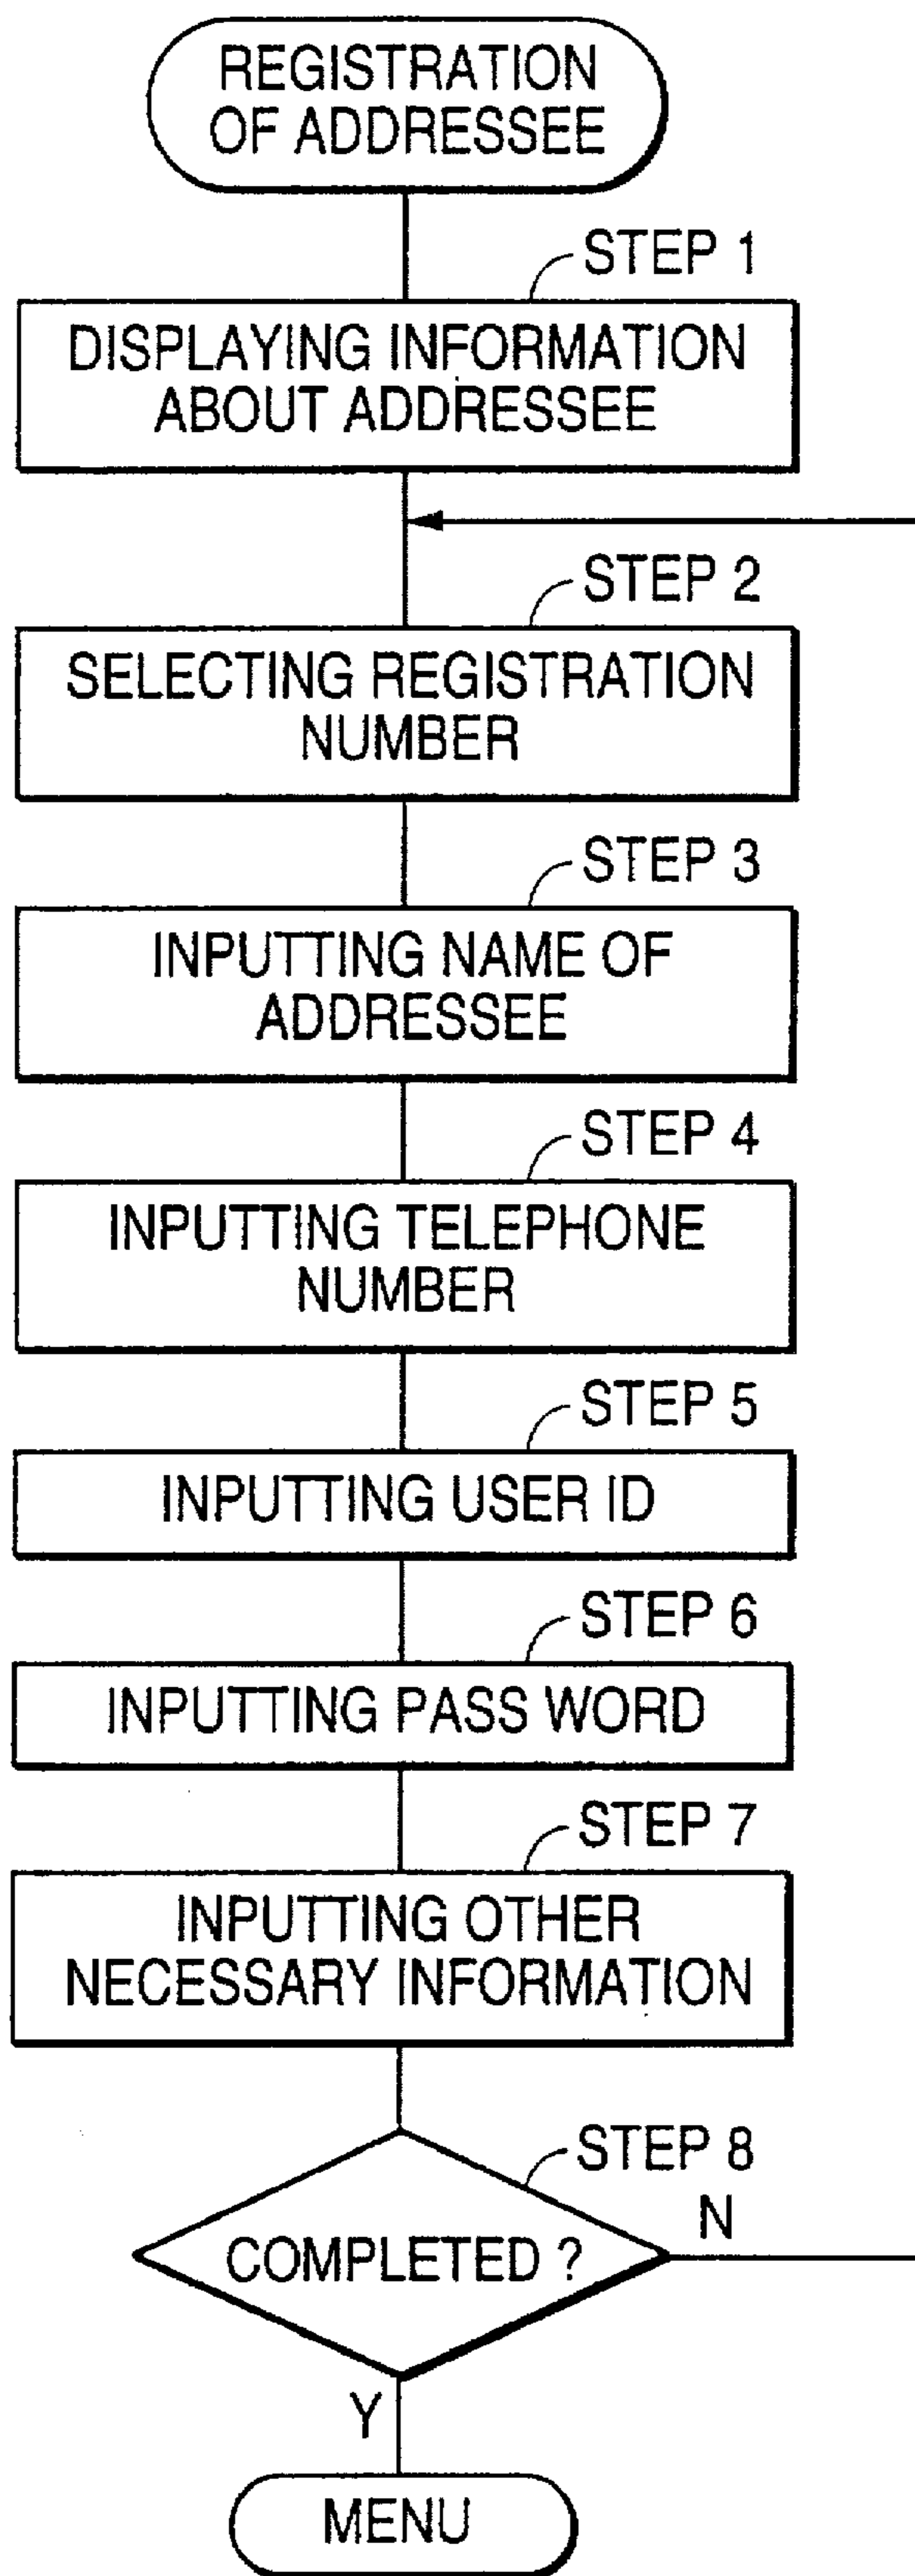 REGISTRATION
OF ADDRESSEE
STEP 1
DISPLAYING INFORMATION
ABOUT ADDRESSEE
STEP 2
SELECTING REGISTRATION
NUMBER
STEP 3
INPUTTING NAME OF
ADDRESSEE
STEP 4
INPUTTING TELEPHONE
NUMBER
STEP 5
INPUTTING USER ID
STEP 6
INPUTTING PASS WORD
STEP 7
INPUTTING OTHER
NECESSARY INFORMATION
STEP 8
COMPLETED ?
N
Y
MENU